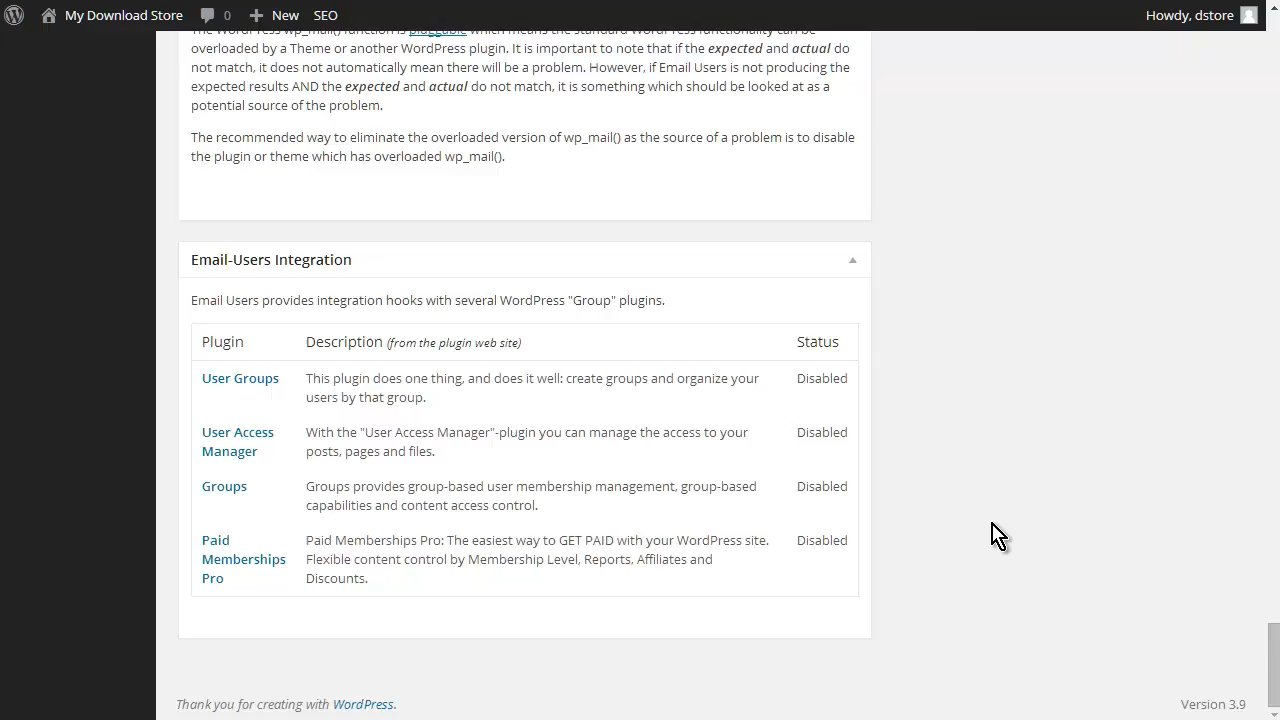 My Download Store 0 New SEO Howdy, dstore
The WordPress wp_mail() function is pluggable which means the standard WordPress functionality can be
overloaded by a Theme or another WordPress plugin. It is important to note that if the expected and actual do
not match, it does not automatically mean there will be a problem. However, if Email Users is not producing the
expected results AND the expected and actual do not match, it is something which should be looked at as a
potential source of the problem.
The recommended way to eliminate the overloaded version of wp_mail() as the source of a problem is to disable
the plugin or theme which has overloaded wp_mail().
Email-Users Integration
Email Users provides integration hooks with several WordPress "Group" plugins.
Plugin Description (from the plugin web site) Status
User Groups This plugin does one thing, and does it well: create groups and organize your Disabled
users by that group.
User Access With the "User Access Manager"-plugin you can manage the access to your Disabled
Manager posts, pages and files.
Groups Groups provides group-based user membership management, group-based Disabled
capabilities and content access control.
Paid Paid Memberships Pro: The easiest way to GET PAID with your WordPress site. Disabled
Memberships Flexible content control by Membership Level, Reports, Affiliates and
Pro Discounts.
Thank you for creating with WordPress. Version 3.9